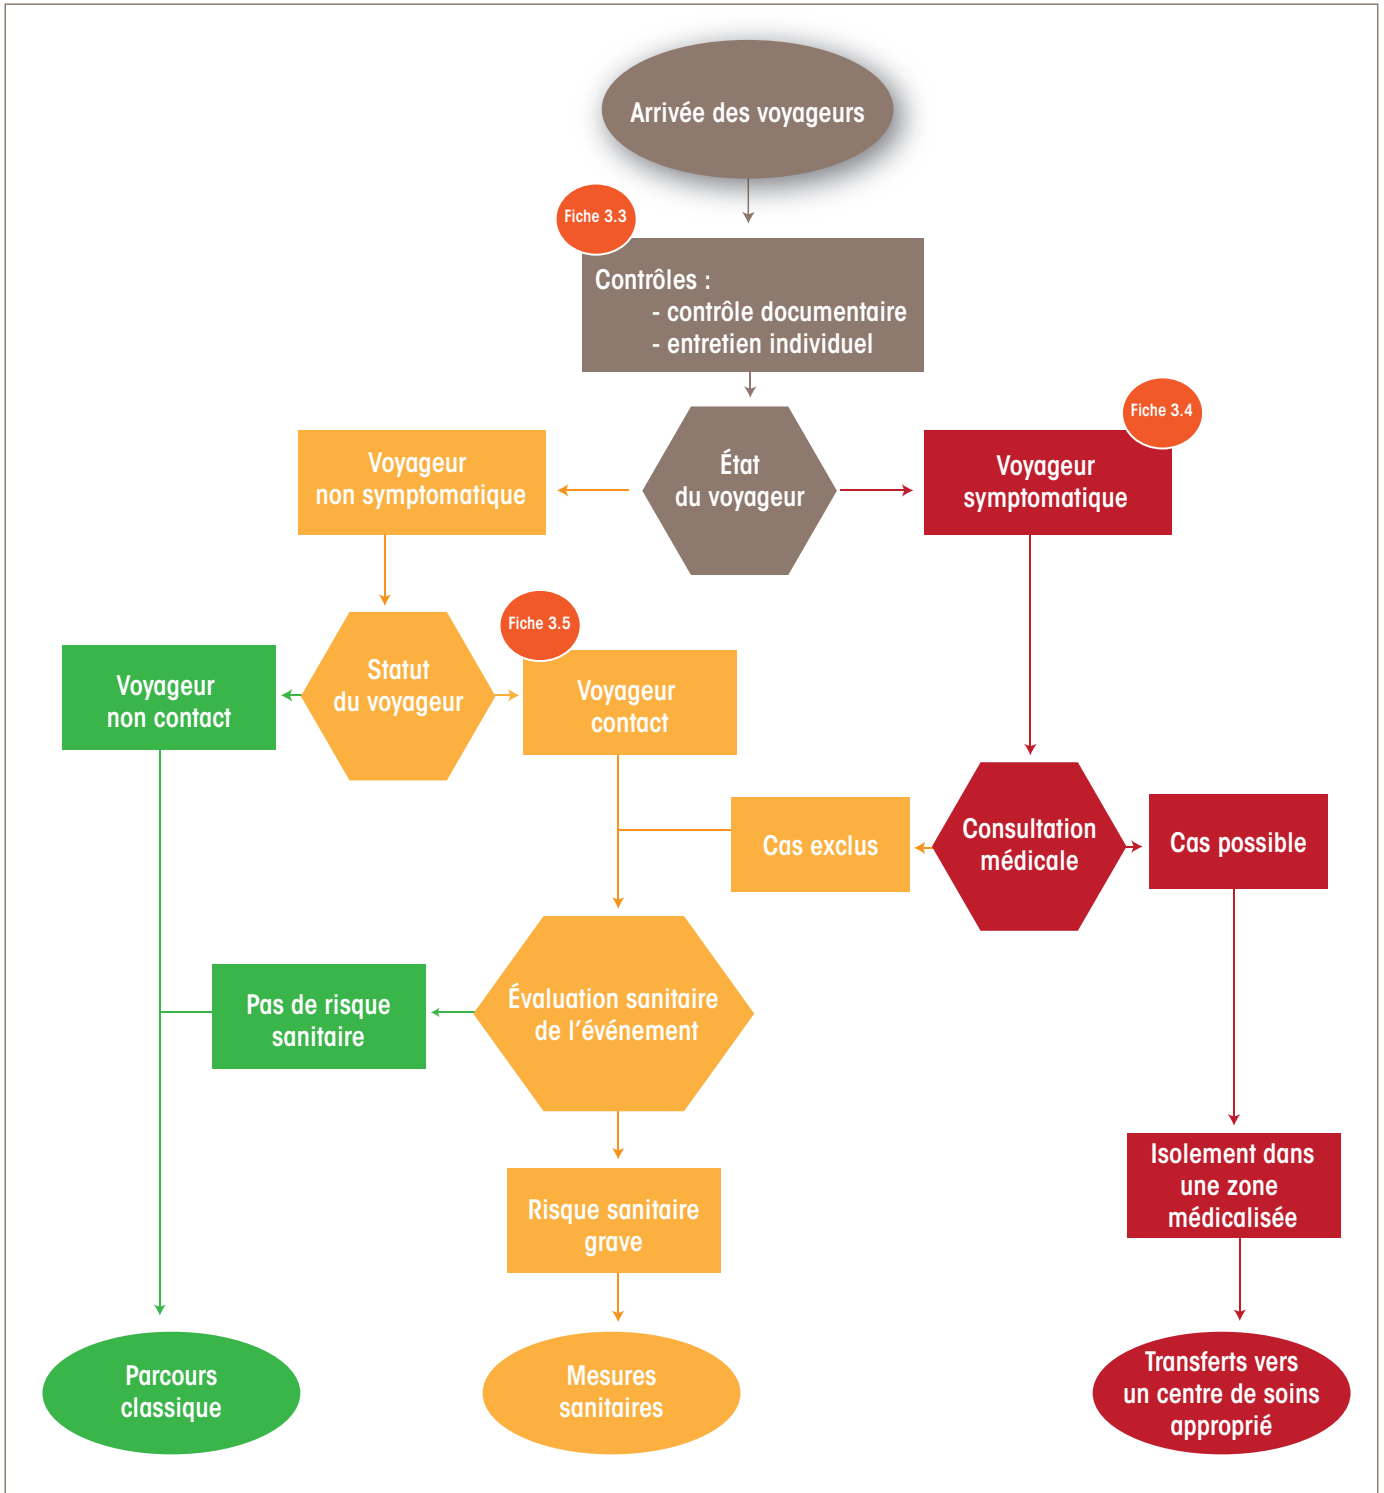 Arrivée des voyageurs
Fiche 3.3
Contrôles :
- contrôle documentaire
- entretien individuel
Fiche 3.4
État
du voyageur
Voyageur
non symptomatique
Voyageur
symptomatique
Fiche 3.5
Statut
du voyageur
Voyageur
non contact
Voyageur
contact
Cas exclus
Consultation
médicale
Cas possible
Évaluation sanitaire
de l’événement
Pas de risque
sanitaire
Risque sanitaire
grave
Isolement dans
une zone
médicalisée
Parcours
classique
Mesures
sanitaires
Transferts vers
un centre de soins
approprié